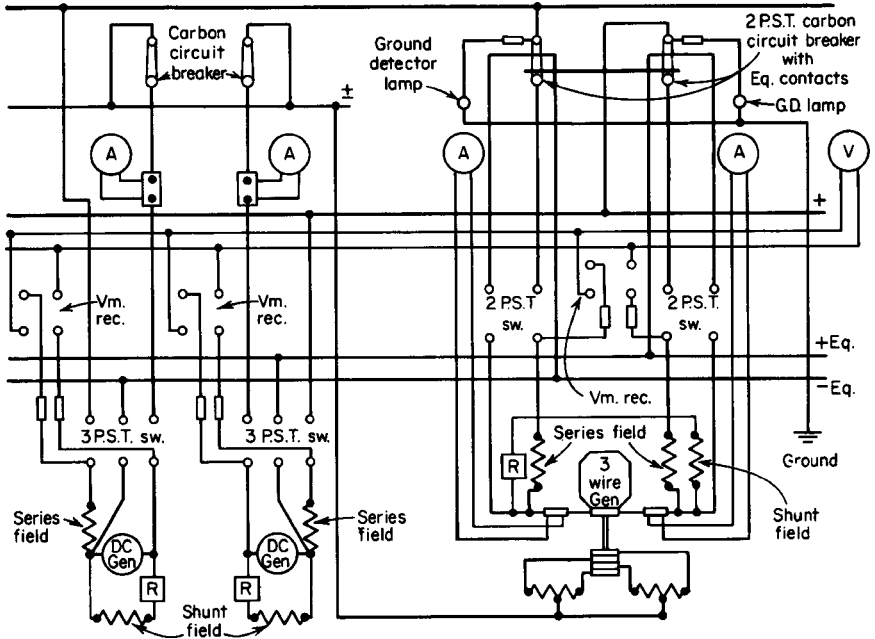 Carbon
circuit
breaker
Ground
detector
lamp
2 P.S.T. carbon
circuit breaker
with
Eq. contacts
±
G.D. lamp
A
A
A
A
V
+
Vm.
rec.
Vm.
rec.
2 P.S.T.
sw.
2 P.S.T.
sw.
+Eq.
−Eq.
Vm. rec.
3 P.S.T. sw.
3 P.S.T. sw.
Series field
R
3
wire
Gen
Ground
Shunt
field
Series
field
DC
Gen
DC
Gen
Series
field
R
R
Shunt
field